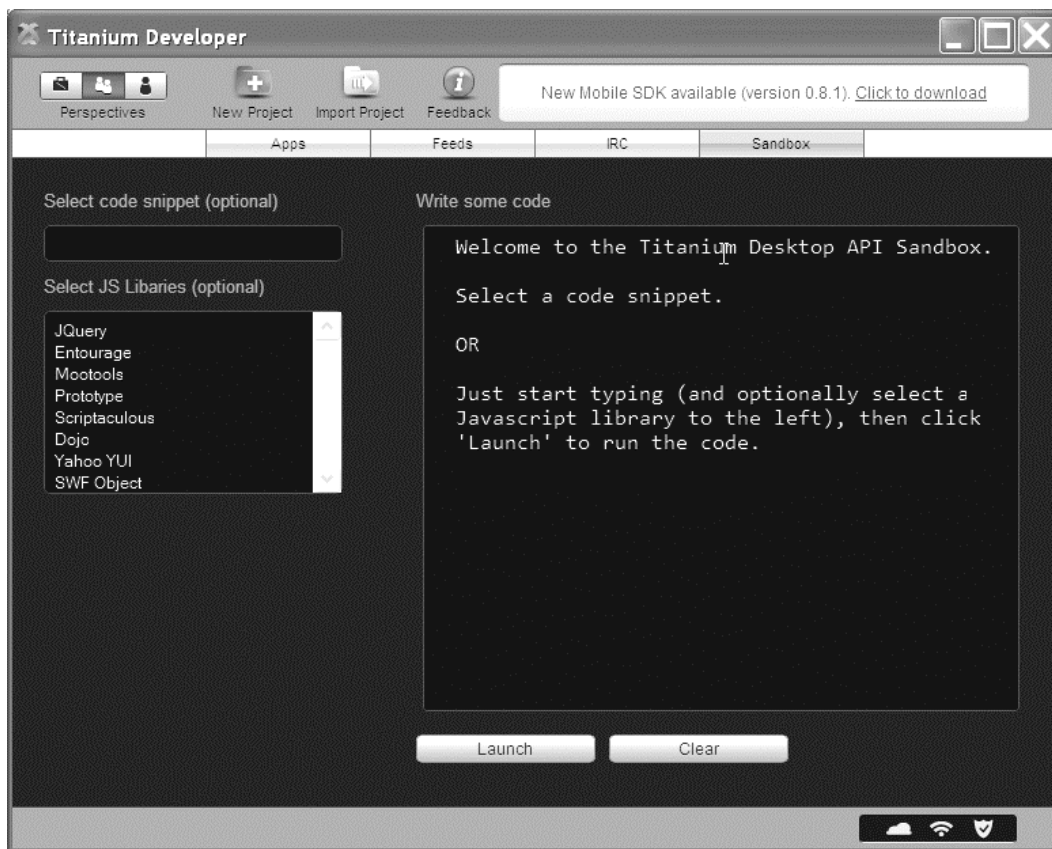 Titanium Developer
Perspectives
New Project
Import Project
Feedback
New Mobile SDK available (version 0.8.1). Click to download
Apps
Feeds
IRC
Sandbox
Select code snippet (optional)
Select JS Libaries (optional)
JQuery
Entourage
Mootools
Prototype
Scriptaculous
Dojo
Yahoo YUI
SWF Object
Write some code
Welcome to the Titanium Desktop API Sandbox.
Select a code snippet.
OR
Just start typing (and optionally select a
Javascript library to the left), then click
'Launch' to run the code.
Launch
Clear